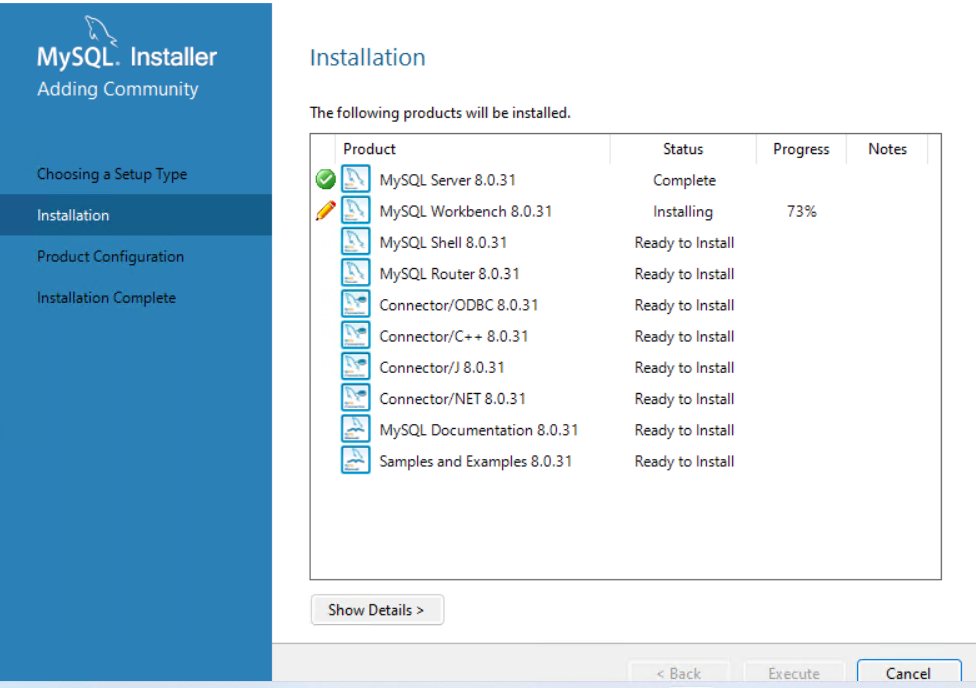 MySQL. Installer
Adding Community
Choosing a Setup Type
Installation
Product Configuration
Installation Complete
Installation
The following products will be installed.
Product Status Progress Notes
MySQL Server 8.0.31 Complete
MySQL Workbench 8.0.31 Installing 73%
MySQL Shell 8.0.31 Ready to Install
MySQL Router 8.0.31 Ready to Install
Connector/ODBC 8.0.31 Ready to Install
Connector/C++ 8.0.31 Ready to Install
Connector/J 8.0.31 Ready to Install
Connector/NET 8.0.31 Ready to Install
MySQL Documentation 8.0.31 Ready to Install
Samples and Examples 8.0.31 Ready to Install
Show Details >
< Back Execute Cancel